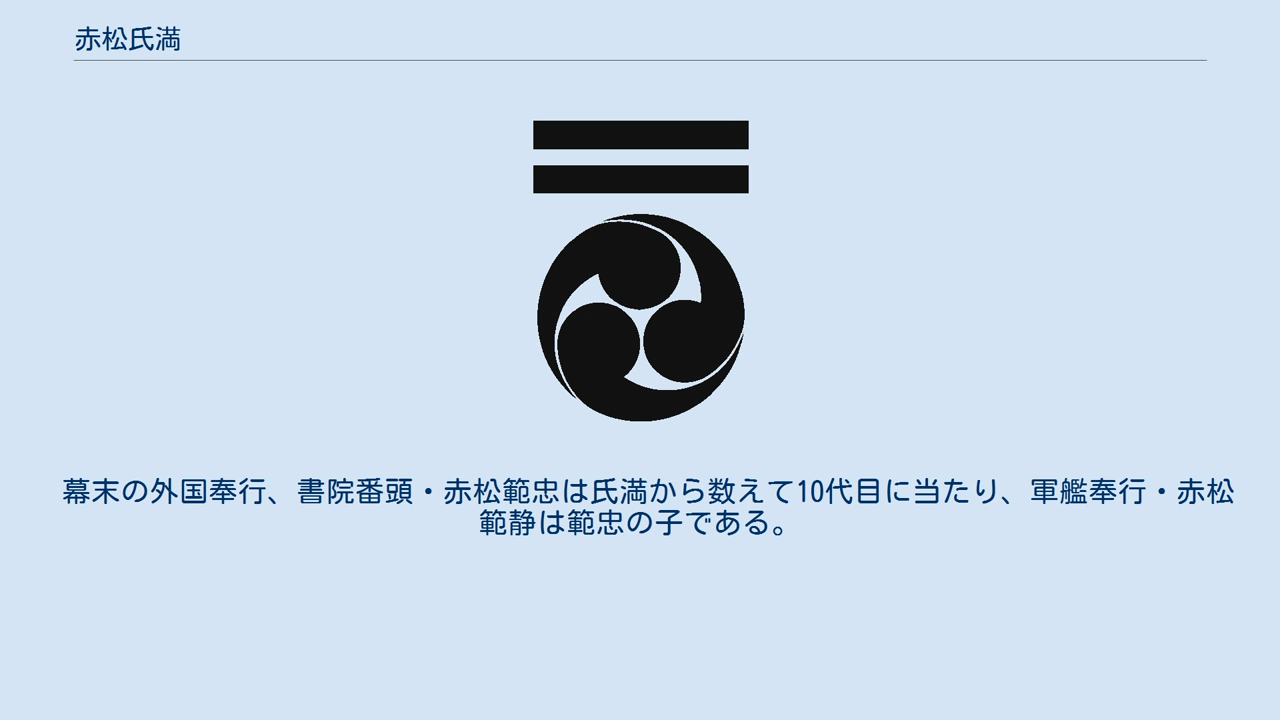 赤松氏満
幕末の外国奉行、書院番頭・赤松範忠は氏満から数えて10代目に当たり、軍艦奉行・赤松
範静は範忠の子である。